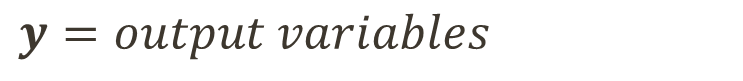 y = output variables